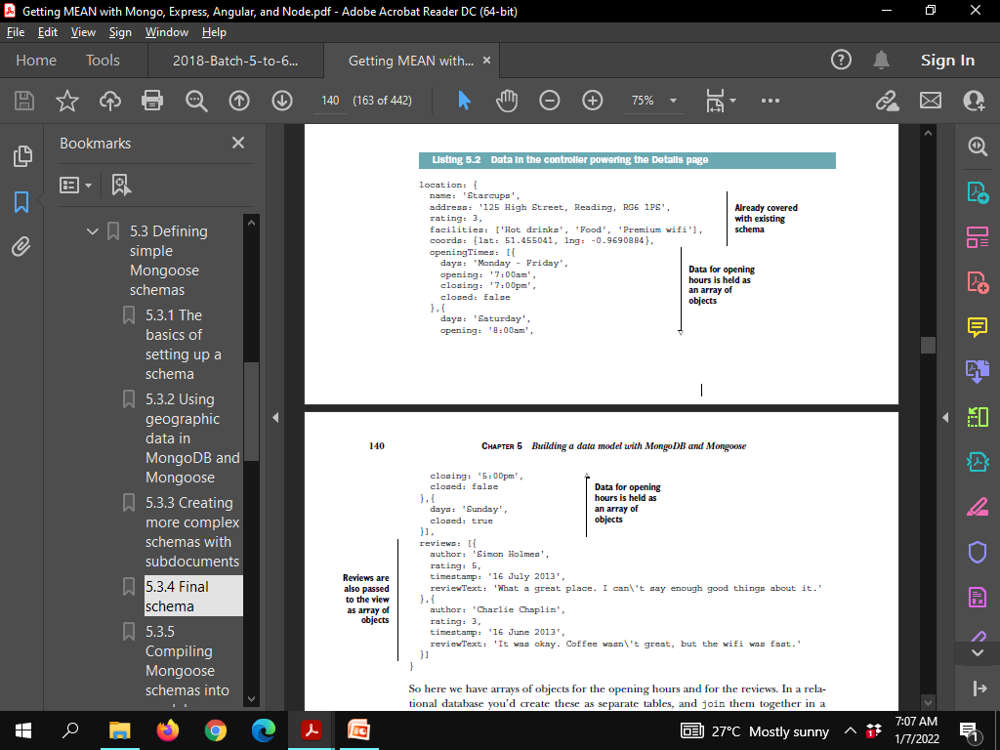 Getting MEAN with Mongo, Express, Angular, and Node.pdf - Adobe Acrobat Reader DC (64-bit)
File Edit View Sign Window Help
Home Tools 2018-Batch-5-to-6... Getting MEAN with... × Sign In
140 (163 of 442) 75%
Bookmarks
5.3 Defining
simple
Mongoose
schemas
5.3.1 The
basics of
setting up a
schema
5.3.2 Using
geographic
data in
MongoDB and
Mongoose
5.3.3 Creating
more complex
schemas with
subdocuments
5.3.4 Final
schema
5.3.5
Compiling
Mongoose
schemas into
Listing 5.2 Data in the controller powering the Details page
location: {
name: 'Starcups',
address: '125 High Street, Reading, RG6 1PS',
rating: 3,
facilities: ['Hot drinks', 'Food', 'Premium wifi'],
coords: {lat: 51.455041, lng: -0.9690884},
openingTimes: [{
days: 'Monday - Friday',
opening: '7:00am',
closing: '7:00pm',
closed: false
},{
days: 'Saturday',
opening: '8:00am',
Already covered
with existing
schema
Data for opening
hours is held as
an array of
objects
140 CHAPTER 5 Building a data model with MongoDB and Mongoose
closing: '5:00pm',
closed: false
},{
days: 'Sunday',
closed: true
}],
reviews: [{
author: 'Simon Holmes',
rating: 5,
timestamp: '16 July 2013',
reviewText: 'What a great place. I can\'t say enough good things about it.'
},{
author: 'Charlie Chaplin',
rating: 3,
timestamp: '16 June 2013',
reviewText: 'It was okay. Coffee wasn\'t great, but the wifi was fast.'
}]
}
Data for opening
hours is held as
an array of
objects
Reviews are
also passed
to the view
as array of
objects
So here we have arrays of objects for the opening hours and for the reviews. In a rela-
tional database you'd create these as separate tables, and join them together in a
27°C Mostly sunny
7:07 AM
1/7/2022
1
1